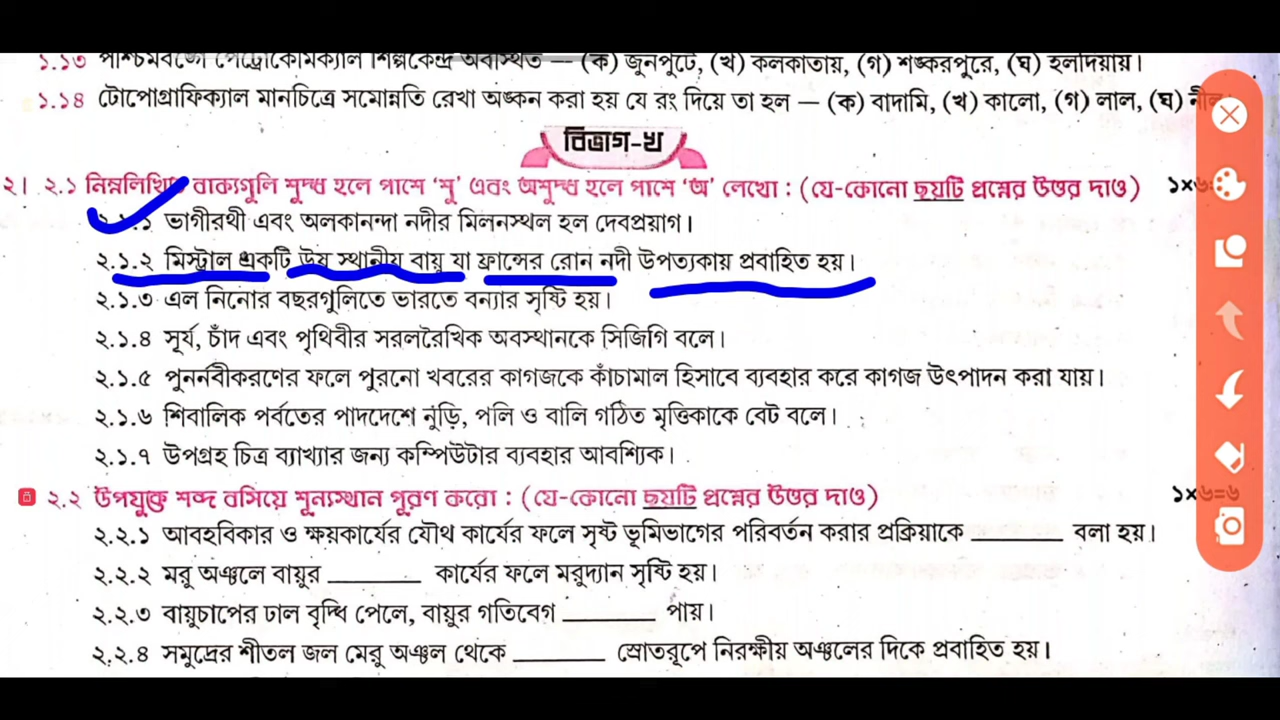 ১.১৩ পশ্চিমবঙ্গে পেট্রোকেমিক্যাল শিল্পকেন্দ্র অবস্থিত — (ক) জুনপুটে, (খ) কলকাতায়, (গ) শঙ্করপুরে, (ঘ) হলদিয়ায়।
১.১৪ টোপোগ্রাফিক্যাল মানচিত্রে সমোন্নতি রেখা অঙ্কন করা হয় যে রং দিয়ে তা হল — (ক) বাদামি, (খ) কালো, (গ) লাল, (ঘ)
বিভাগ-খ
২। ২.১ নিম্নলিখিত বাক্যগুলি শুদ্ধ হলে পাশে ‘শু’ এবং অশুদ্ধ হলে পাশে ‘অ’ লেখো : (যে-কোনো ছয়টি প্রশ্নের উত্তর দাও)
২.১.১ ভাগীরথী এবং অলকানন্দা নদীর মিলনস্থল হল দেবপ্রয়াগ।
২.১.২ মিস্ট্রাল একটি উষ্ণ স্থানীয় বায়ু যা ফ্রান্সের রোন নদী উপত্যকায় প্রবাহিত হয়।
২.১.৩ এল নিনোর বছরগুলিতে ভারতে বন্যার সৃষ্টি হয়।
২.১.৪ সূর্য, চাঁদ এবং পৃথিবীর সরলরৈখিক অবস্থানকে সিজিগি বলে।
২.১.৫ পুনর্নবীকরণের ফলে পুরনো খবরের কাগজকে কাঁচামাল হিসাবে ব্যবহার করে কাগজ উৎপাদন করা যায়।
২.১.৬ শিবালিক পর্বতের পাদদেশে নুড়ি, পলি ও বালি গঠিত মৃত্তিকাকে বেট বলে।
২.১.৭ উপগ্রহ চিত্র ব্যাখ্যার জন্য কম্পিউটার ব্যবহার আবশ্যিক।
২.২ উপযুক্ত শব্দ বসিয়ে শূন্যস্থান পূরণ করো : (যে-কোনো ছয়টি প্রশ্নের উত্তর দাও) ১×৬=৬
২.২.১ আবহবিকার ও ক্ষয়কার্যের যৌথ কার্যের ফলে সৃষ্ট ভূমিভাগের পরিবর্তন করার প্রক্রিয়াকে ________ বলা হয়।
২.২.২ মরু অঞ্চলে বায়ুর ________ কার্যের ফলে মরুদ্যান সৃষ্টি হয়।
২.২.৩ বায়ুচাপের ঢাল বৃদ্ধি পেলে, বায়ুর গতিবেগ ________ পায়।
২.২.৪ সমুদ্রের শীতল জল মেরু অঞ্চল থেকে ________ স্রোতরূপে নিরক্ষীয় অঞ্চলের দিকে প্রবাহিত হয়।